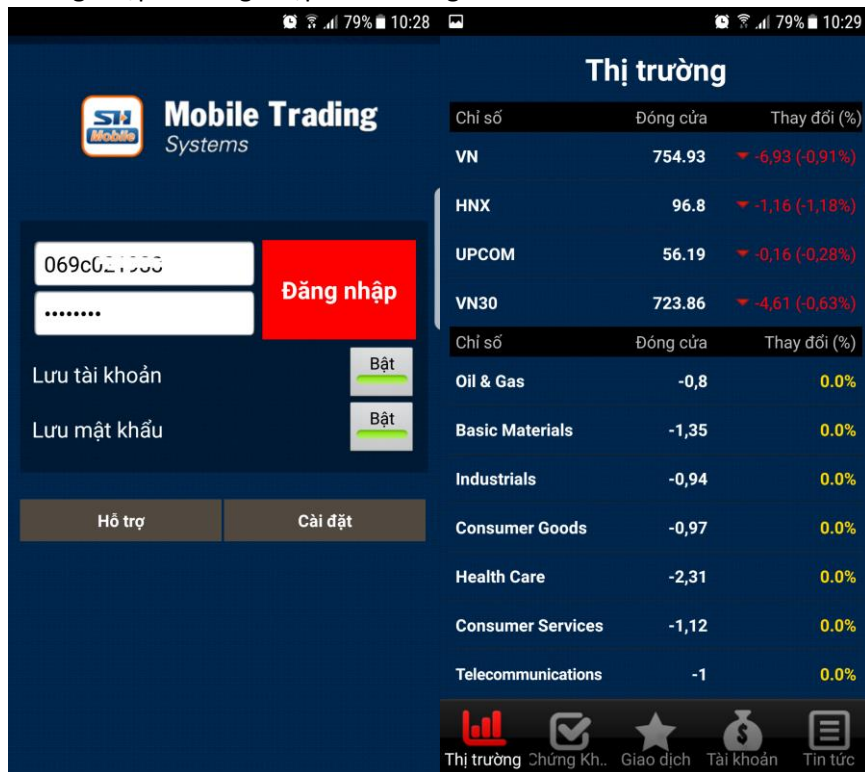 79% 10:28
SH
Mobile
Mobile Trading
Systems
Đăng nhập
••••••••
Lưu tài khoản Bật
Lưu mật khẩu Bật
Hỗ trợ Cài đặt
79% 10:29
Thị trường
Chỉ số Đóng cửa Thay đổi (%)
VN 754.93 -6,93 (-0,91%)
HNX 96.8 -1,16 (-1,18%)
UPCOM 56.19 -0,16 (-0,28%)
VN30 723.86 -4,61 (-0,63%)
Chỉ số Đóng cửa Thay đổi (%)
Oil & Gas -0,8 0.0%
Basic Materials -1,35 0.0%
Industrials -0,94 0.0%
Consumer Goods -0,97 0.0%
Health Care -2,31 0.0%
Consumer Services -1,12 0.0%
Telecommunications -1 0.0%
Thị trường Chứng Kh.. Giao dịch Tài khoản Tin tức